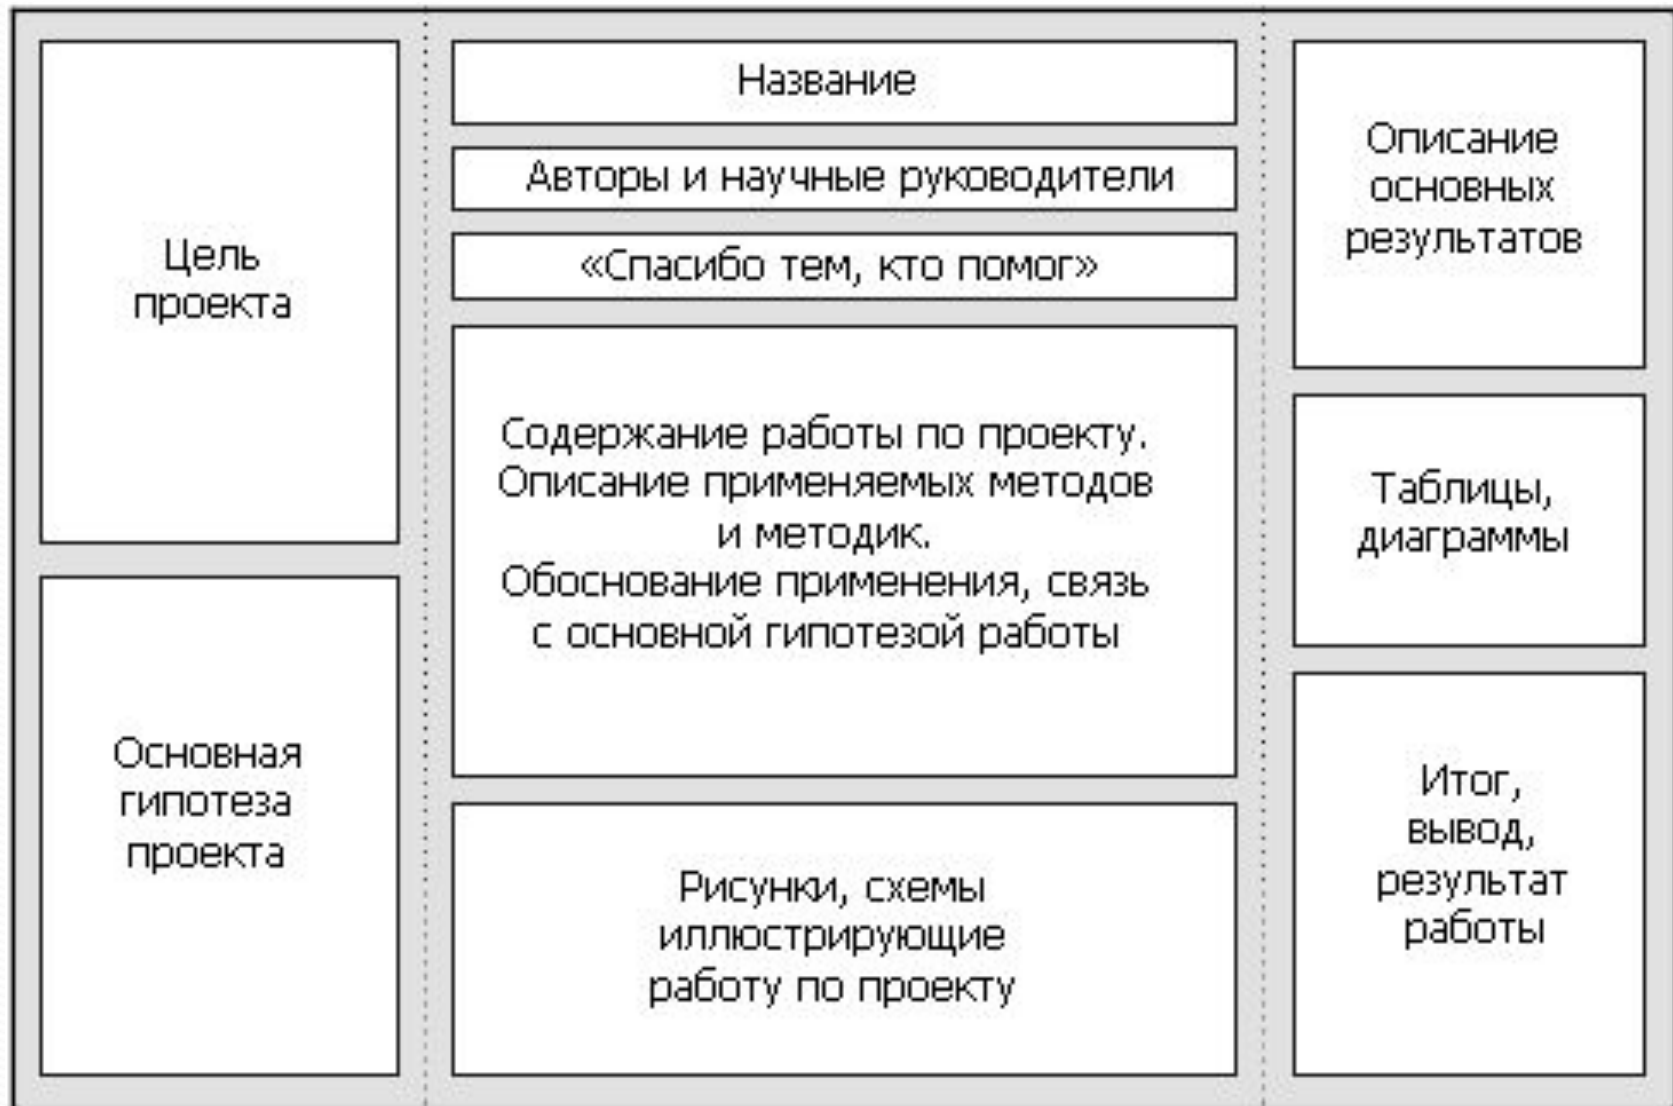 Цель
проекта
Основная
гипотеза
проекта
Название
Авторы и научные руководители
«Спасибо тем, кто помог»
Содержание работы по проекту.
Описание применяемых методов
и методик.
Обоснование применения, связь
с основной гипотезой работы
Рисунки, схемы
иллюстрирующие
работу по проекту
Описание
основных
результатов
Таблицы,
диаграммы
Итог,
вывод,
результат
работы